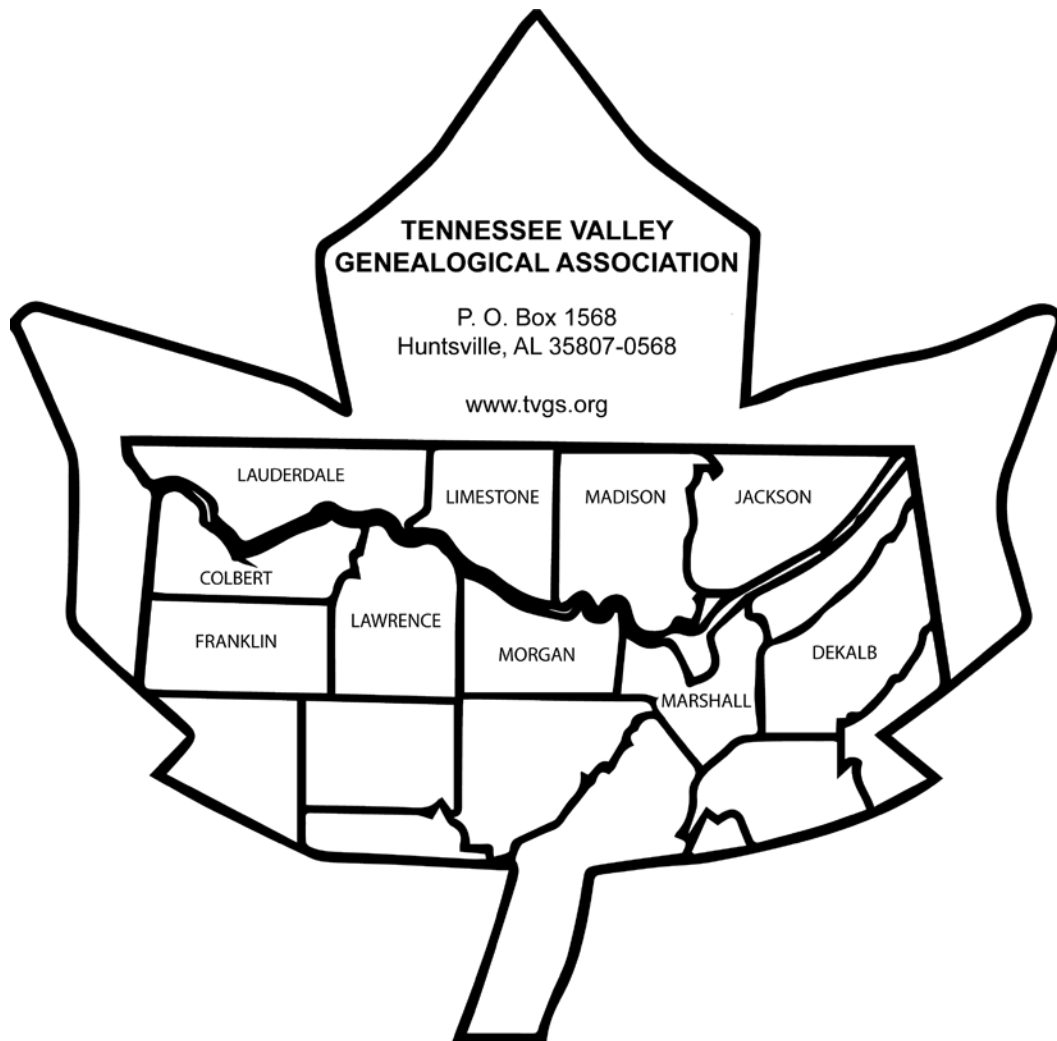 TENNESSEE VALLEY
GENEALOGICAL ASSOCIATION
P. O. Box 1568
Huntsville, AL 35807-0568
www.tvgs.org
LAUDERDALE
LIMESTONE
MADISON
JACKSON
COLBERT
LAWRENCE
FRANKLIN
MORGAN
DEKALB
MARSHALL